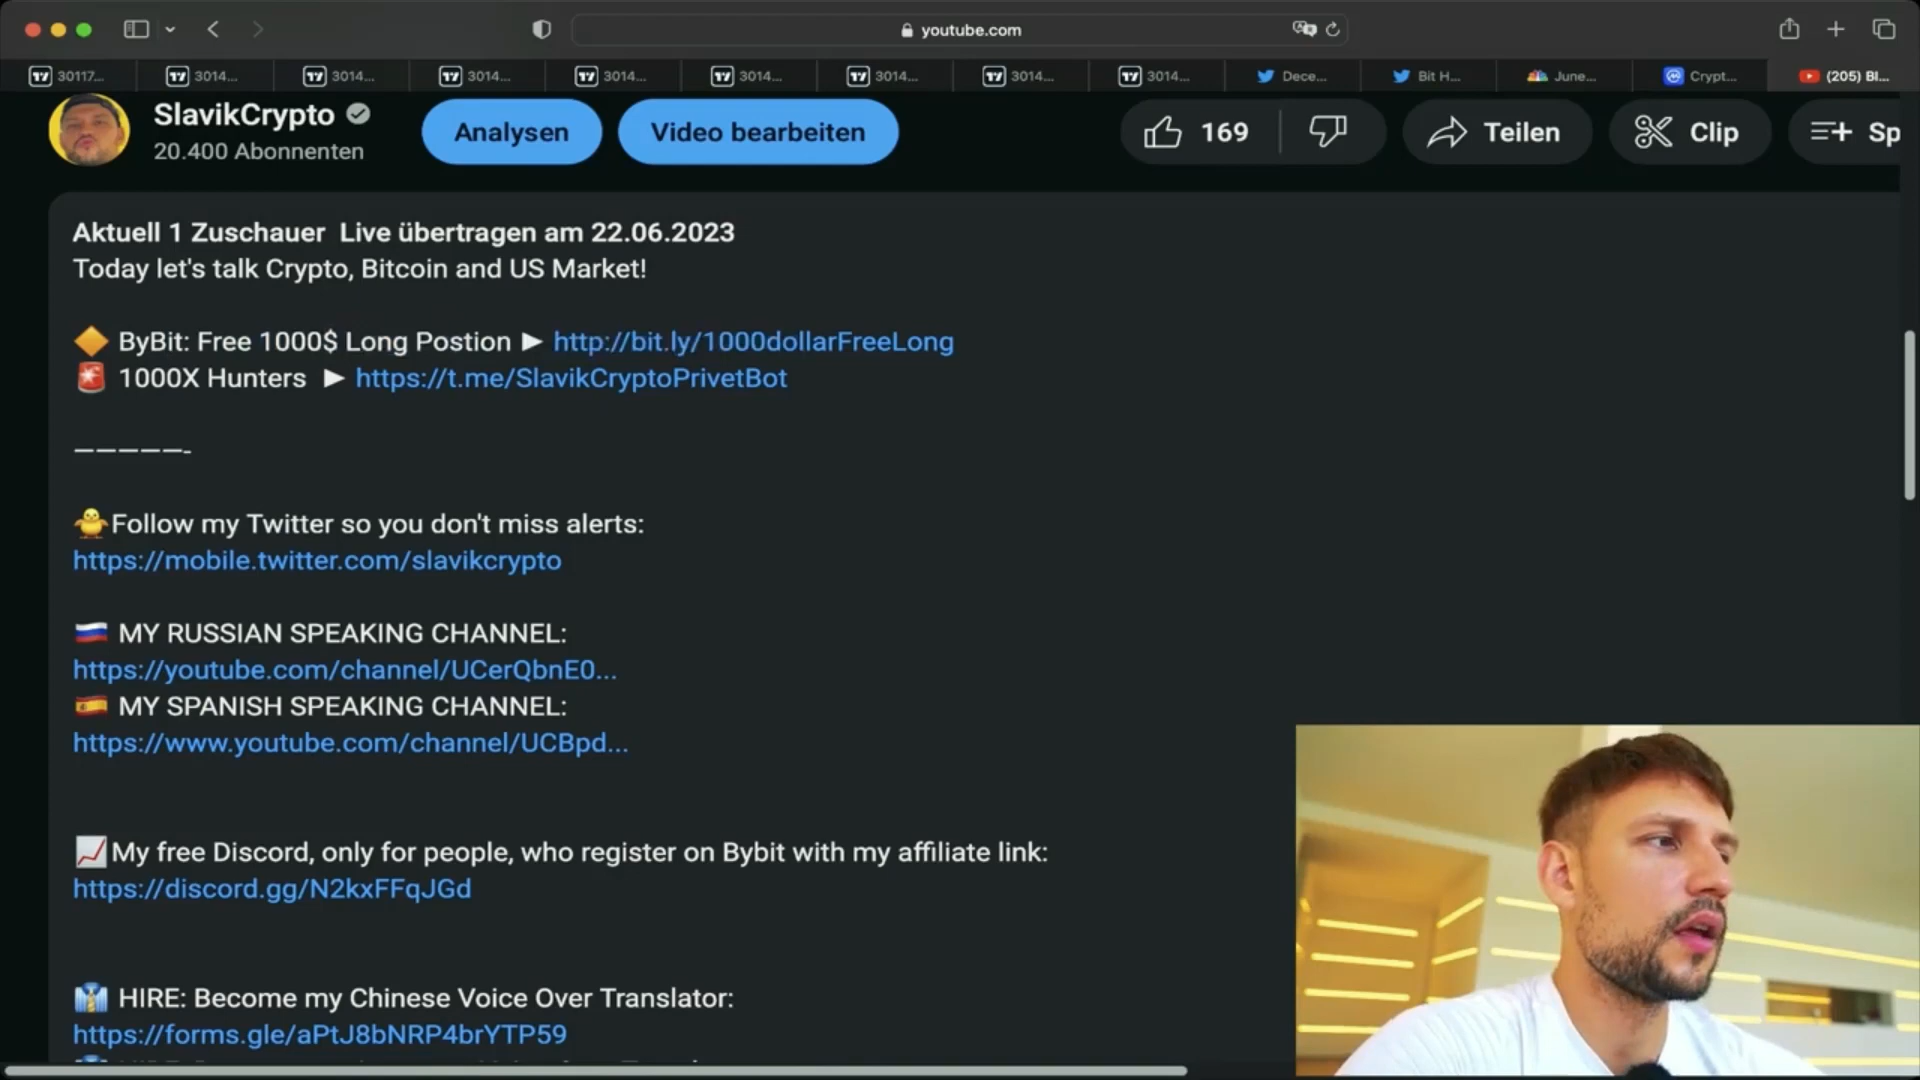 youtube.com
30117...
3014...
3014...
3014...
3014...
3014...
3014...
3014...
3014...
Dece...
Bit H...
June...
Crypt...
(205) Bl...
SlavikCrypto
20.400 Abonnenten
Analysen
Video bearbeiten
169
Teilen
Clip
Sp
Aktuell 1 Zuschauer Live übertragen am 22.06.2023
Today let's talk Crypto, Bitcoin and US Market!
ByBit: Free 1000$ Long Postion ► http://bit.ly/1000dollarFreeLong
1000X Hunters ► https://t.me/SlavikCryptoPrivetBot
—————-
Follow my Twitter so you don't miss alerts:
https://mobile.twitter.com/slavikcrypto
MY RUSSIAN SPEAKING CHANNEL:
https://youtube.com/channel/UCerQbnE0...
MY SPANISH SPEAKING CHANNEL:
https://www.youtube.com/channel/UCBpd...
My free Discord, only for people, who register on Bybit with my affiliate link:
https://discord.gg/N2kxFFqJGd
HIRE: Become my Chinese Voice Over Translator:
https://forms.gle/aPtJ8bNRP4brYTP59